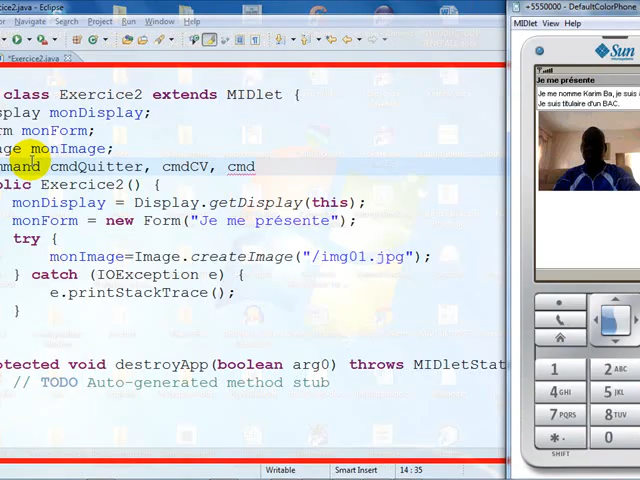 cice2.java - Eclipse
Navigate Search Project Run Window Help
*Exercice2.java
class Exercice2 extends MIDlet {
splay monDisplay;
rm monForm;
age monImage;
mmand cmdQuitter, cmdCV, cmd
blic Exercice2() {
monDisplay = Display.getDisplay(this);
monForm = new Form("Je me présente");
try {
monImage=Image.createImage("/img01.jpg");
} catch (IOException e) {
e.printStackTrace();
}
otected void destroyApp(boolean arg0) throws MIDletStat
// TODO Auto-generated method stub
Writable Smart Insert 14 : 35
+5550000 - DefaultColorPhone
MIDlet View Help
Sun
Je me présente
Je me nomme Karim Ba, je suis
Je suis titulaire d'un BAC.
1 2 ABC
4 GHI 5 JKL
7 PQRS 8 TUV
* 0
SHIFT